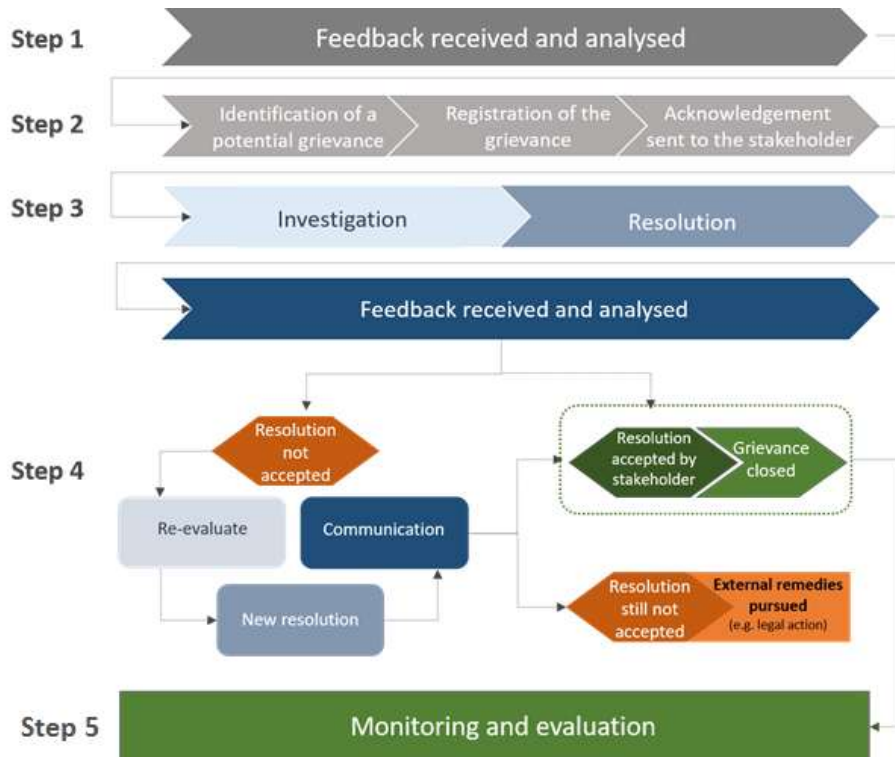 Step 1
Feedback received and analysed
Step 2
Identification of a
potential grievance
Registration of the
grievance
Acknowledgement
sent to the stakeholder
Step 3
Investigation
Resolution
Feedback received and analysed
Step 4
Resolution
not
accepted
Resolution
accepted by
stakeholder
Grievance
closed
Re-evaluate
Communication
New resolution
Resolution
still not
accepted
External remedies
pursued
(e.g. legal action)
Step 5
Monitoring and evaluation